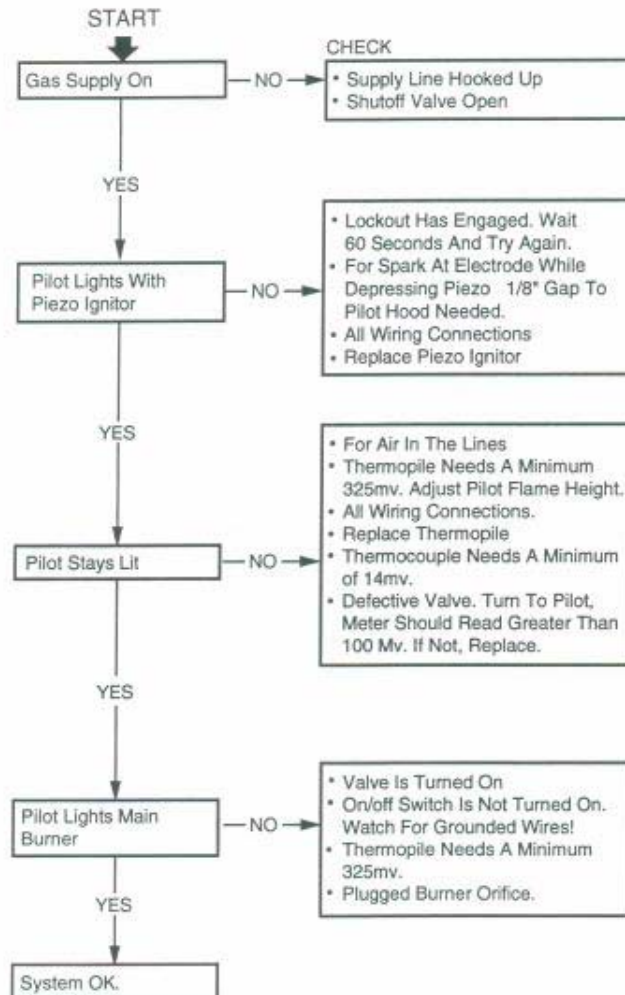 START
CHECK
Gas Supply On
NO
• Supply Line Hooked Up
• Shutoff Valve Open
YES
Pilot Lights With
Piezo Ignitor
NO
• Lockout Has Engaged. Wait
60 Seconds And Try Again.
• For Spark At Electrode While
Depressing Piezo 1/8" Gap To
Pilot Hood Needed.
• All Wiring Connections
• Replace Piezo Ignitor
YES
Pilot Stays Lit
NO
• For Air In The Lines
• Thermopile Needs A Minimum
325mv. Adjust Pilot Flame Height.
• All Wiring Connections.
• Replace Thermopile
• Thermocouple Needs A Minimum
of 14mv.
• Defective Valve. Turn To Pilot,
Meter Should Read Greater Than
100 Mv. If Not, Replace.
YES
Pilot Lights Main
Burner
NO
• Valve Is Turned On
• On/off Switch Is Not Turned On.
Watch For Grounded Wires!
• Thermopile Needs A Minimum
325mv.
• Plugged Burner Orifice.
YES
System OK.